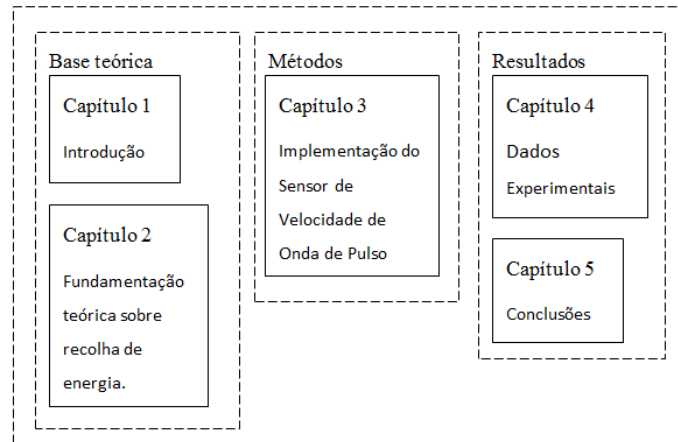 Base teórica
Capítulo 1
Introdução
Capítulo 2
Fundamentação
teórica sobre
recolha de
energia.
Métodos
Capítulo 3
Implementação do
Sensor de
Velocidade de
Onda de Pulso
Resultados
Capítulo 4
Dados
Experimentais
Capítulo 5
Conclusões